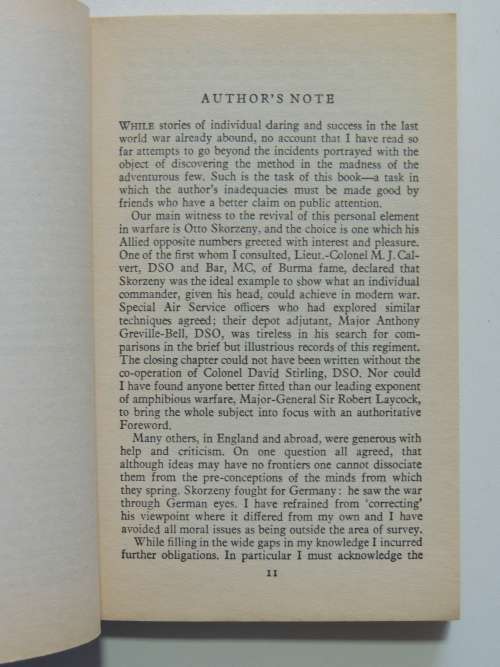 AUTHOR'S NOTE
WHILE stories of individual daring and success in the last
world war already abound, no account that I have read so
far attempts to go beyond the incidents portrayed with the
object of discovering the method in the madness of the
adventurous few. Such is the task of this book—a task in
which the author's inadequacies must be made good by
friends who have a better claim on public attention.
Our main witness to the revival of this personal element
in warfare is Otto Skorzeny, and the choice is one which his
Allied opposite numbers greeted with interest and pleasure.
One of the first whom I consulted, Lieut.-Colonel M. J. Cal-
vert, DSO and Bar, MC, of Burma fame, declared that
Skorzeny was the ideal example to show what an individual
commander, given his head, could achieve in modern war.
Special Air Service officers who had explored similar
techniques agreed; their depot adjutant, Major Anthony
Greville-Bell, DSO, was tireless in his search for com-
parisons in the brief but illustrious records of this regiment.
The closing chapter could not have been written without the
co-operation of Colonel David Stirling, DSO. Nor could
I have found anyone better fitted than our leading exponent
of amphibious warfare, Major-General Sir Robert Laycock,
to bring the whole subject into focus with an authoritative
Foreword.
Many others, in England and abroad, were generous with
help and criticism. On one question all agreed, that
although ideas may have no frontiers one cannot dissociate
them from the pre-conceptions of the minds from which
they spring. Skorzeny fought for Germany: he saw the war
through German eyes. I have refrained from 'correcting'
his viewpoint where it differed from my own and I have
avoided all moral issues as being outside the area of survey.
While filling in the wide gaps in my knowledge I incurred
further obligations. In particular I must acknowledge the
11